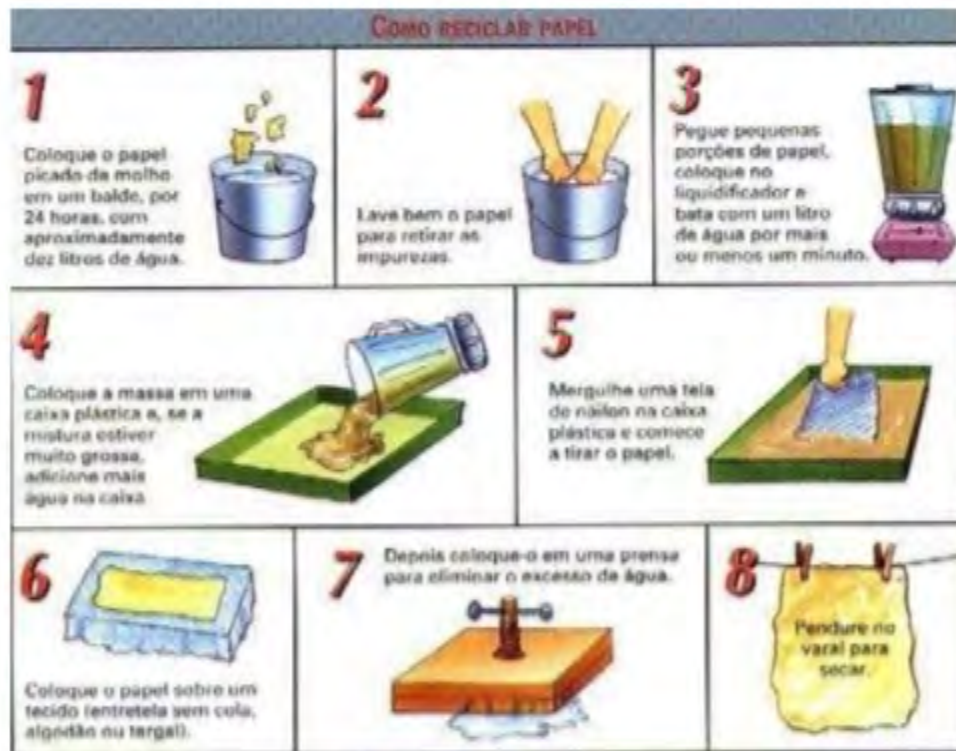 COMO RECICLAR PAPEL
1
Coloque o papel
picado de molho
em um balde, por
24 horas, com
aproximadamente
dez litros de água.
2
Lave bem o papel
para retirar as
impurezas.
3
Pegue pequenas
porções de papel,
coloque no
liquidificador e
bata com um litro
de água por mais
ou menos um minuto.
4
Coloque a massa em uma
caixa plástica e, se a
mistura estiver
muito grossa,
adicione mais
água na caixa
5
Mergulhe uma tela
de náilon na caixa
plástica e comece
a tirar o papel.
6
Coloque o papel sobre um
tecido (entretela sem cola,
algodão ou tergal).
7
Depois coloque-o em uma prensa
para eliminar o excesso de água.
8
Pendure no
varal para
secar.